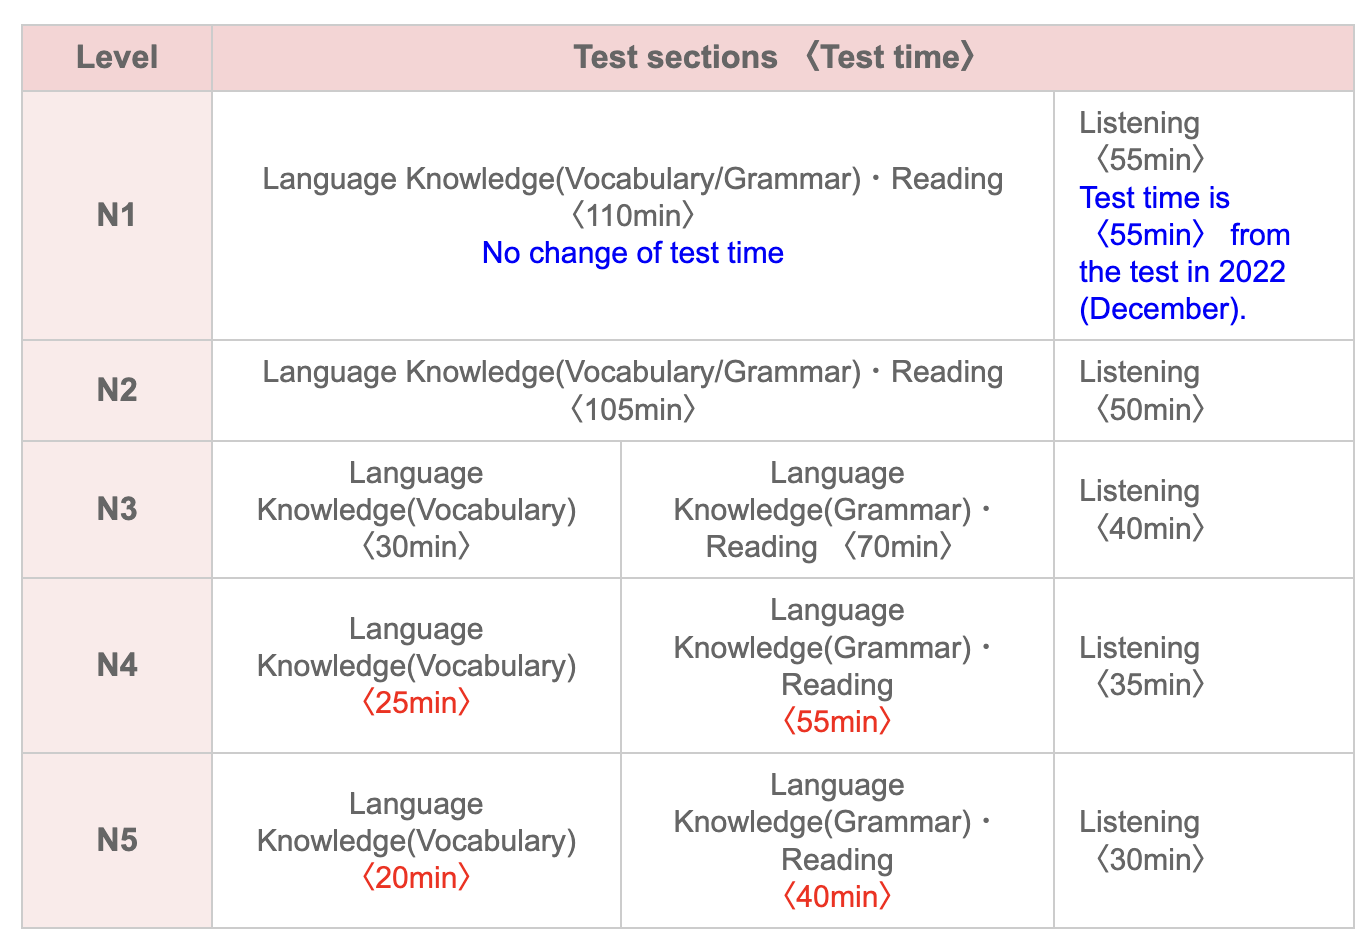 Level
Test sections 〈Test time〉
N1
Language Knowledge(Vocabulary/Grammar)・Reading
〈110min〉
No change of test time
Listening
〈55min〉
Test time is
〈55min〉 from
the test in 2022
(December).
N2
Language Knowledge(Vocabulary/Grammar)・Reading
〈105min〉
Listening
〈50min〉
N3
Language
Knowledge(Vocabulary)
〈30min〉
Language
Knowledge(Grammar)・
Reading 〈70min〉
Listening
〈40min〉
N4
Language
Knowledge(Vocabulary)
〈25min〉
Language
Knowledge(Grammar)・
Reading
〈55min〉
Listening
〈35min〉
N5
Language
Knowledge(Vocabulary)
〈20min〉
Language
Knowledge(Grammar)・
Reading
〈40min〉
Listening
〈30min〉